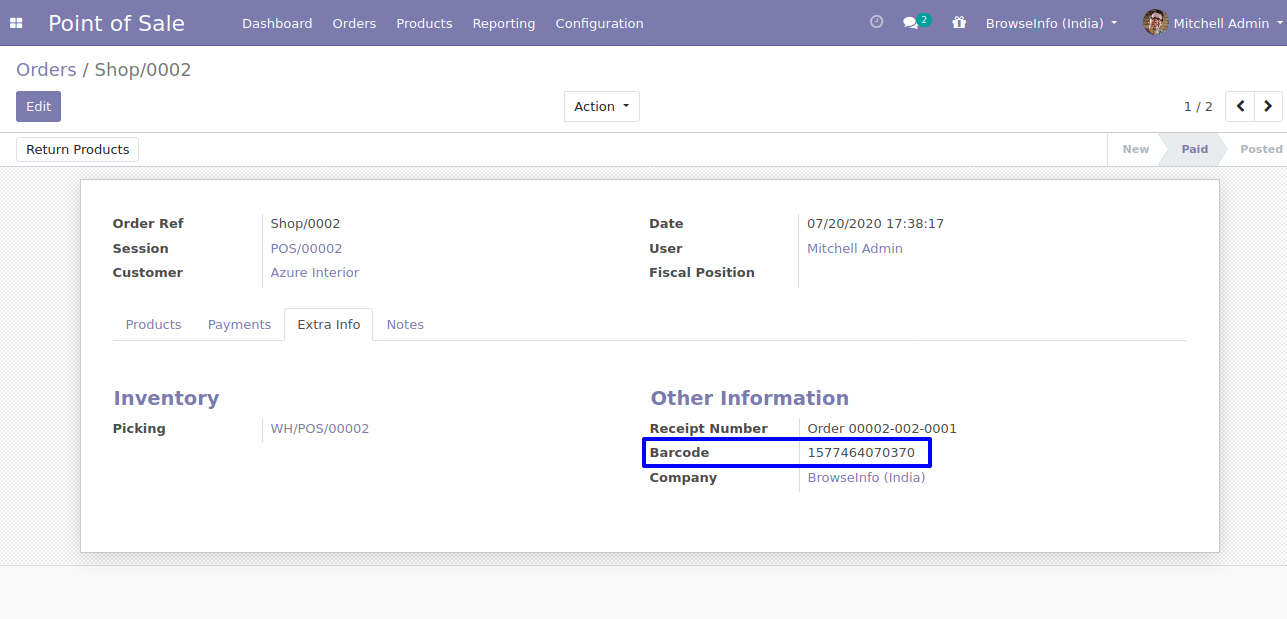 Point of Sale Dashboard Orders Products Reporting Configuration 2 BrowseInfo (India) Mitchell Admin
Orders / Shop/0002
Edit Action 1 / 2
Return Products New Paid Posted
Order Ref Shop/0002 Date 07/20/2020 17:38:17
Session POS/00002 User Mitchell Admin
Customer Azure Interior Fiscal Position
Products Payments Extra Info Notes
Inventory Other Information
Picking WH/POS/00002 Receipt Number Order 00002-002-0001
Barcode 1577464070370
Company BrowseInfo (India)